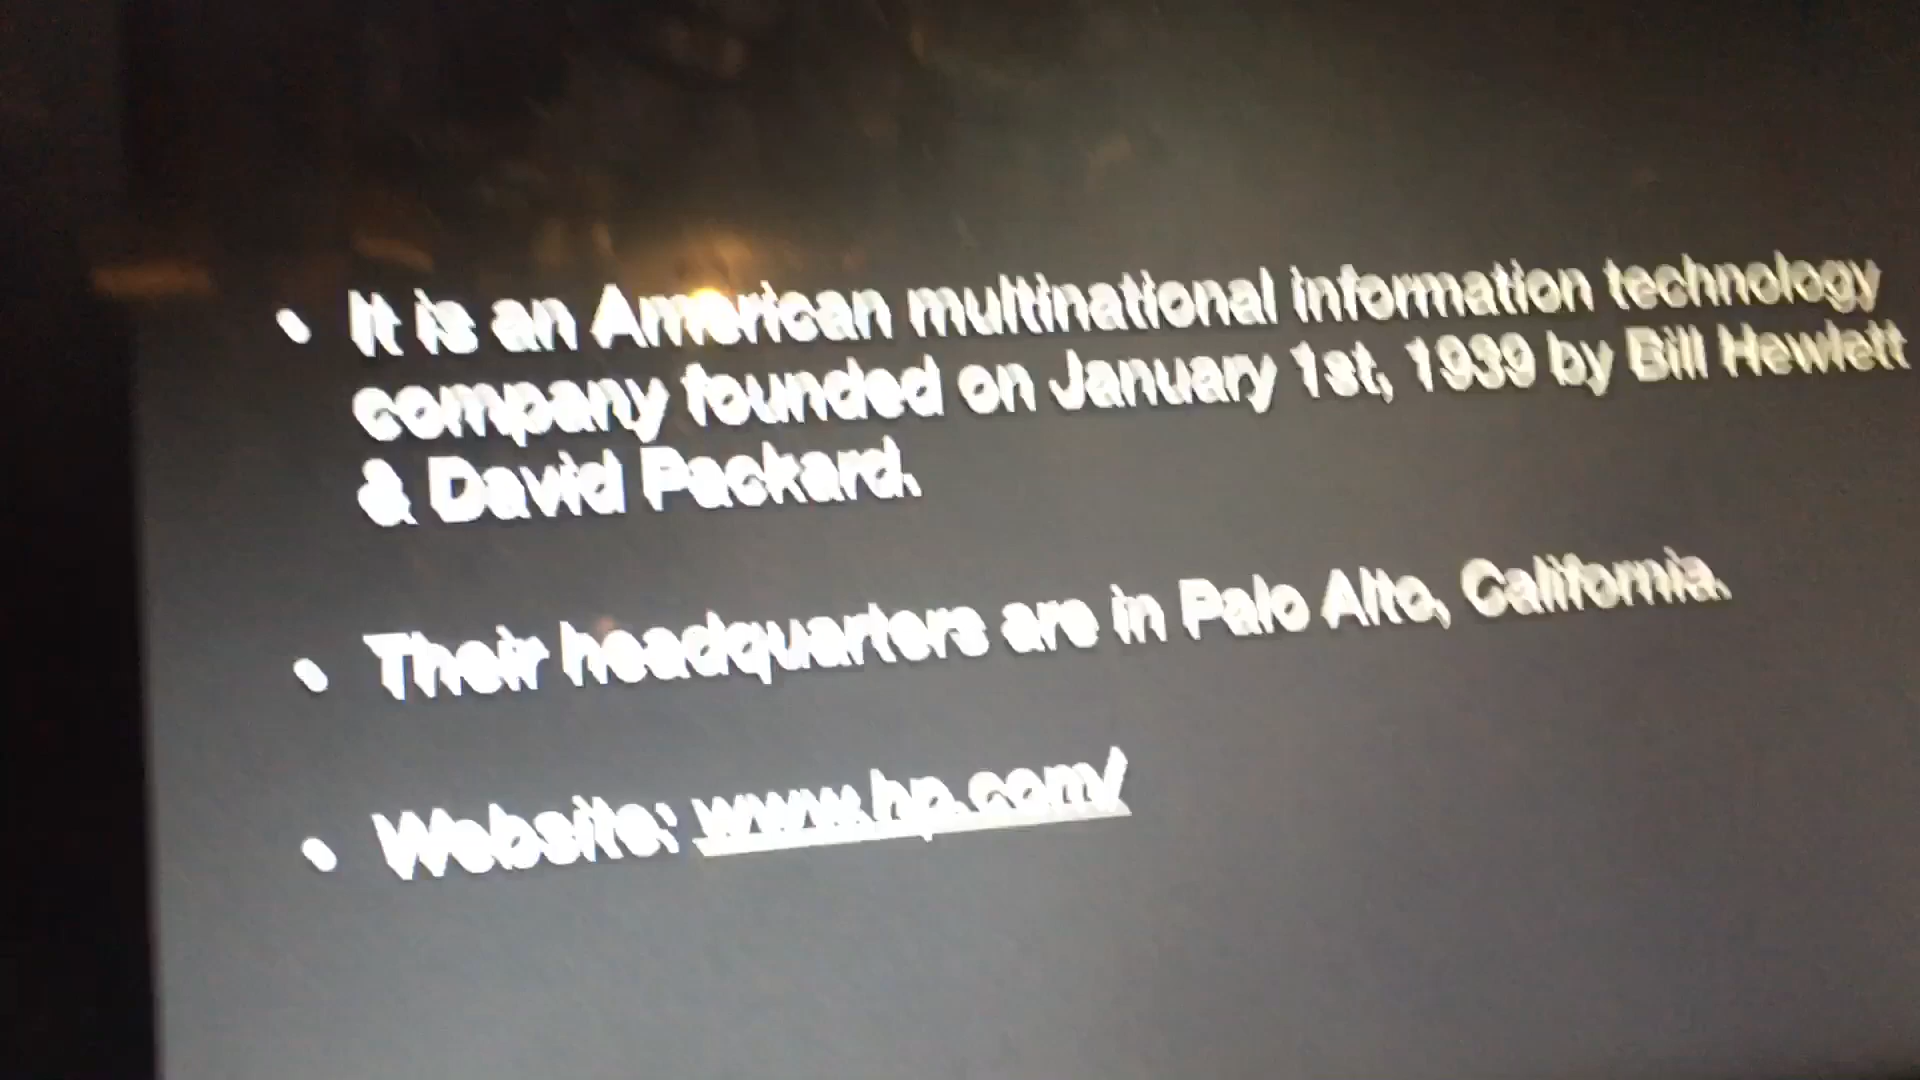 • It is an American multinational information technology
company founded on January 1st, 1939 by Bill Hewlett
& David Packard.
• Their headquarters are in Palo Alto, California.
• Website: www.hp.com/